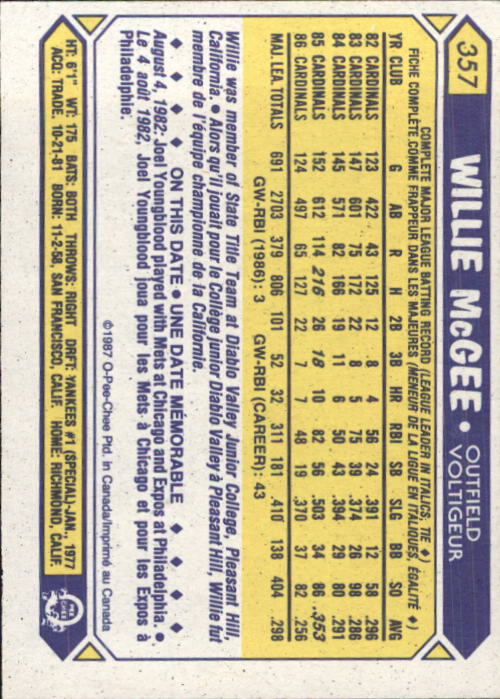 357
WILLIE McGEE • OUTFIELD
VOLTIGEUR
COMPLETE MAJOR LEAGUE BATTING RECORD (LEAGUE LEADER IN ITALICS, TIE ♦)
FICHE COMPLÈTE COMME FRAPPEUR DANS LES MAJEURES (MENEUR DE LA LIGUE EN ITALIQUES, ÉGALITÉ ♦)
YR CLUB G AB R H 2B 3B HR RBI SB SLG BB SO AVG
82 CARDINALS 123 422 43 125 12 8 4 56 24 .391 12 58 .296
83 CARDINALS 147 601 75 172 22 8 5 75 39 .374 26 98 .286
84 CARDINALS 145 571 82 166 19 11 6 50 43 .394 29 80 .291
85 CARDINALS 152 612 114 216 26 18 10 82 56 .503 34 86 .353
86 CARDINALS 124 497 65 127 22 7 7 48 19 .370 37 82 .256
MAJ. LEA. TOTALS 691 2703 379 806 101 52 32 311 181 .410 138 404 .298
GW-RBI (1986): 3 GW-RBI (CAREER): 43
Willie was member of State Title Team at Diablo Valley Junior College, Pleasant Hill,
California. • Alors qu'il jouait pour le Collège junior Diablo Valley à Pleasant Hill, Willie fut
membre de l'équipe championne de la Californie.
♦ ♦ ♦ ♦ ON THIS DATE • UNE DATE MÉMORABLE ♦ ♦ ♦ ♦
August 4, 1982: Joel Youngblood played with Mets at Chicago and Expos at Philadelphia. •
Le 4 août 1982, Joel Youngblood joua pour les Mets à Chicago et pour les Expos à
Philadelphie.
©1987 O-Pee-Chee Ptd. in Canada/Imprimé au Canada
HT: 6'1" WT: 175 BATS: BOTH THROWS: RIGHT DRFT: YANKEES #1 (SPECIAL)-JAN., 1977
ACQ: TRADE, 10-21-81 BORN: 11-2-58, SAN FRANCISCO, CALIF. HOME: RICHMOND, CALIF.
O
PEE
CHEE